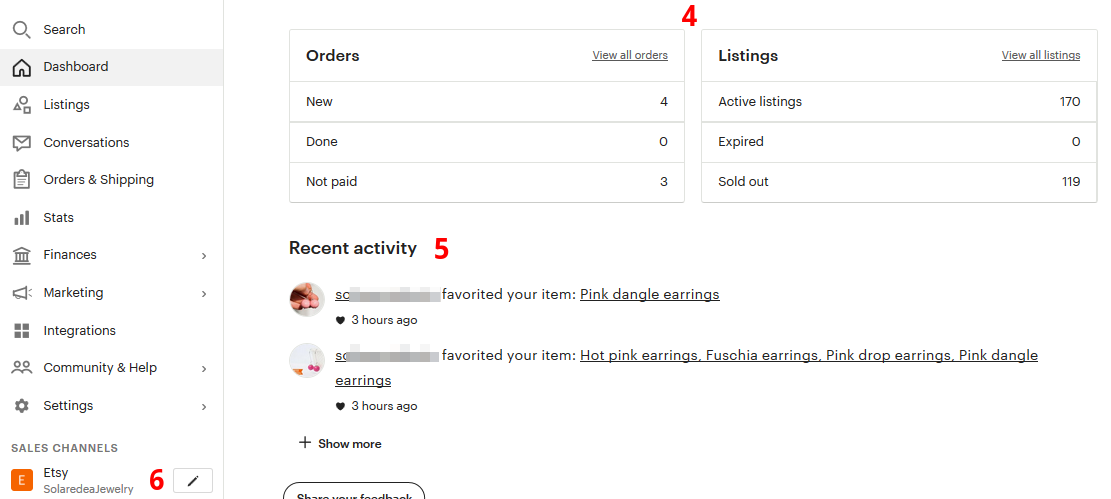 Search
Dashboard
Listings
Conversations
Orders & Shipping
Stats
Finances
Marketing
Integrations
Community & Help
Settings
SALES CHANNELS
E
Etsy
SolaredeaJewelry
6
4
Orders View all orders
New 4
Done 0
Not paid 3
Listings View all listings
Active listings 170
Expired 0
Sold out 119
Recent activity 5
favorited your item: Pink dangle earrings
3 hours ago
favorited your item: Hot pink earrings, Fuschia earrings, Pink drop earrings, Pink dangle
earrings
3 hours ago
Show more
Share your feedback